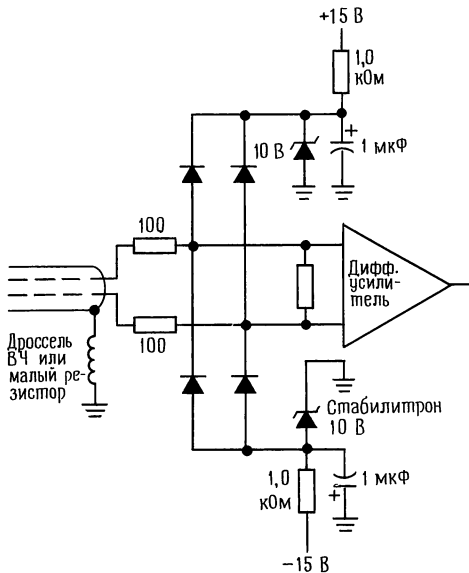 +15 В
1,0
кОм
+
10 В
1 мкФ
100
Дифф.
усили-
тель
100
Дроссель
ВЧ или
малый ре-
зистор
Стабилитрон
10 В
1,0
кОм
+
1 мкФ
−15 В